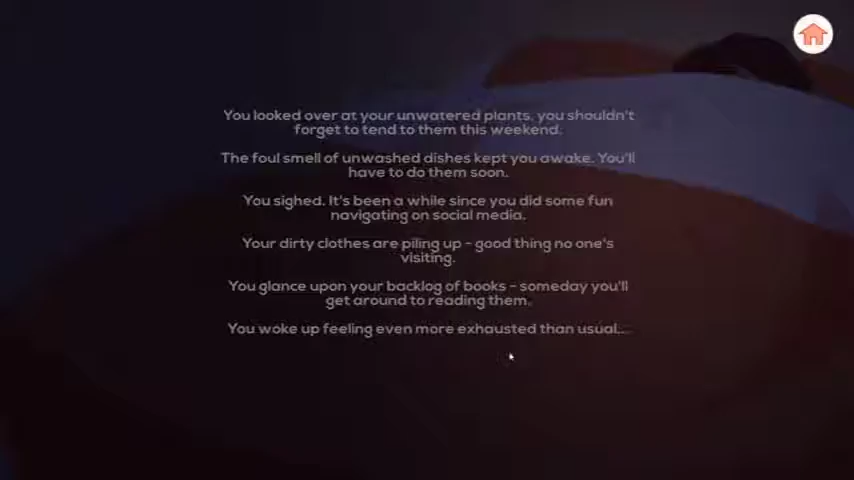 You looked over at your unwatered plants, you shouldn't
forget to tend to them this weekend.
The foul smell of unwashed dishes kept you awake. You'll
have to do them soon.
You sighed. It's been a while since you did some fun
navigating on social media.
Your dirty clothes are piling up - good thing no one's
visiting.
You glance upon your backlog of books - someday you'll
get around to reading them.
You woke up feeling even more exhausted than usual...